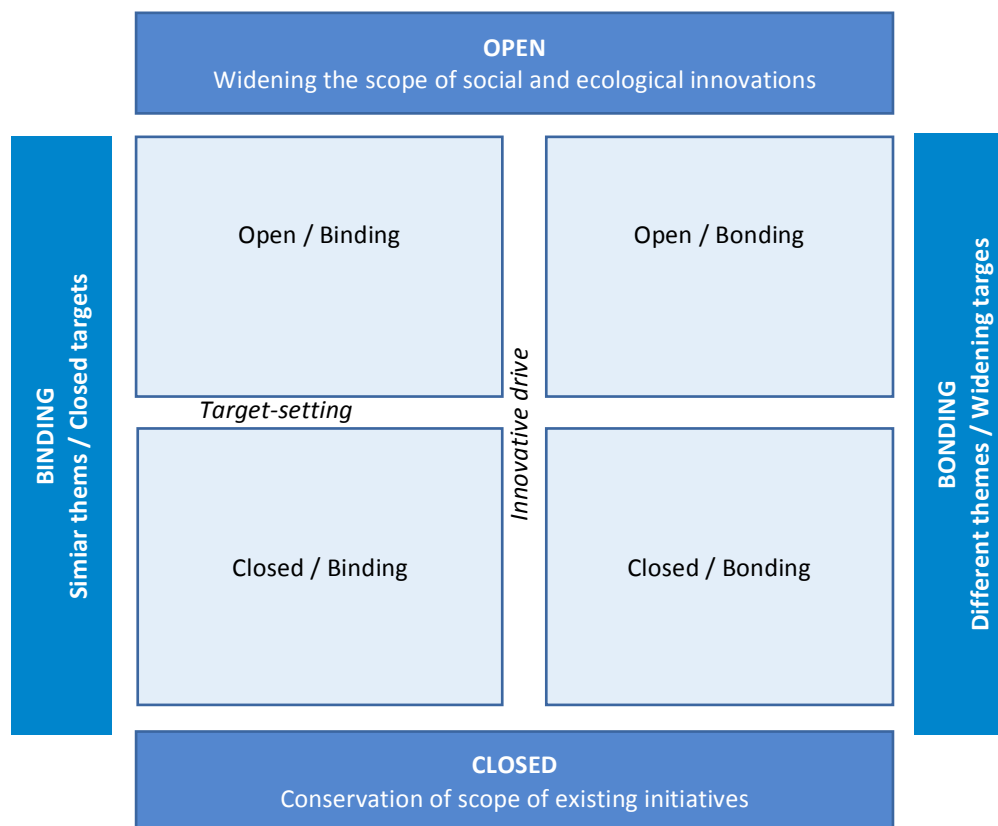 OPEN
Widening the scope of social and ecological innovations
BINDING
Simiar thems / Closed targets
Open / Binding
Open / Bonding
Target-setting
Innovative drive
Closed / Binding
Closed / Bonding
BONDING
Different themes / Widening targes
CLOSED
Conservation of scope of existing initiatives